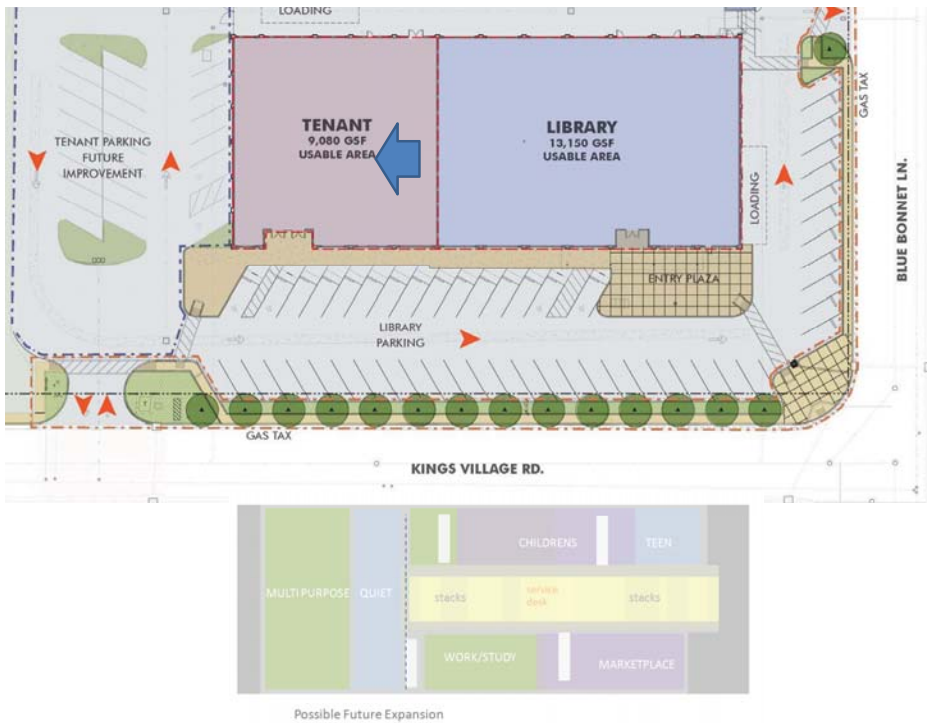 LOADING
TENANT
9,080 GSF
USABLE AREA
LIBRARY
13,150 GSF
USABLE AREA
TENANT PARKING
FUTURE
IMPROVEMENT
LOADING
GAS TAX
BLUE BONNET LN.
ENTRY PLAZA
LIBRARY
PARKING
GAS TAX
KINGS VILLAGE RD.
CHILDRENS
TEEN
MULTI PURPOSE
QUIET
stacks
service
desk
stacks
WORK/STUDY
MARKETPLACE
Possible Future Expansion